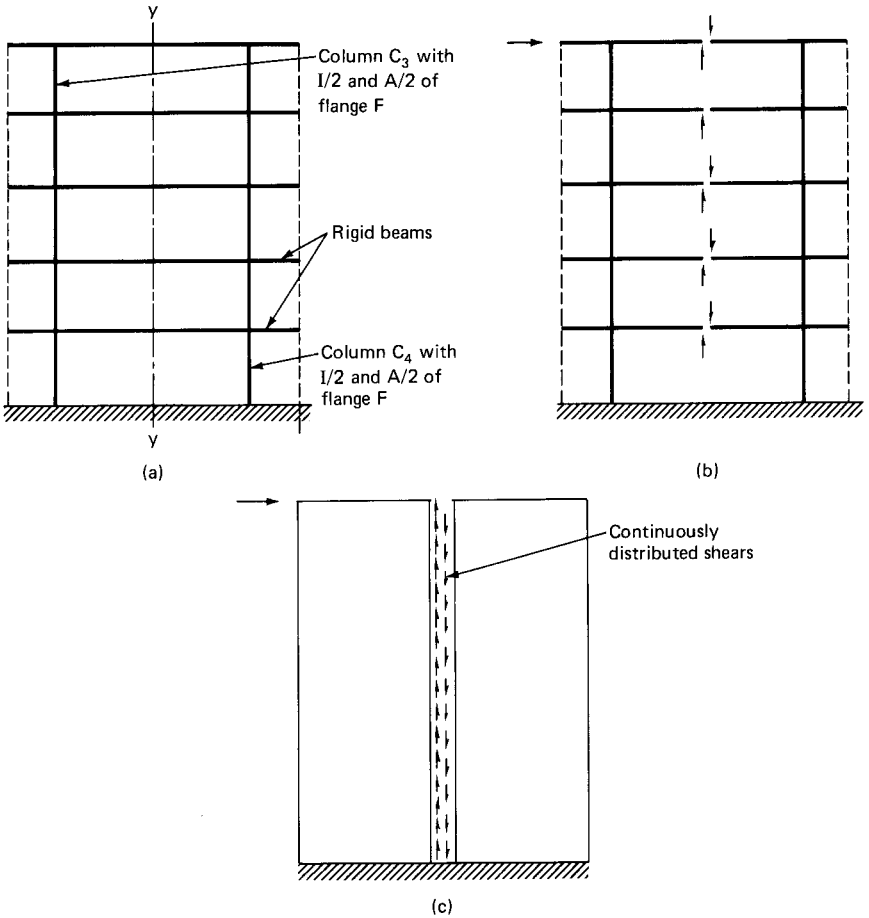 y
Column C₃ with
I/2 and A/2 of
flange F
Rigid beams
Column C₄ with
I/2 and A/2 of
flange F
y
(a)
(b)
Continuously
distributed shears
(c)